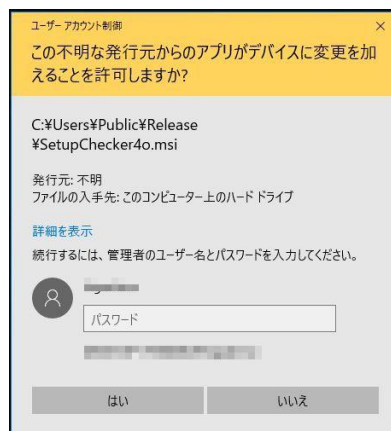 ユーザー アカウント制御
この不明な発行元からのアプリがデバイスに変更を加
えることを許可しますか?
C:¥Users¥Public¥Release
¥SetupChecker4o.msi
発行元: 不明
ファイルの入手先: このコンピューター上のハード ドライブ
詳細を表示
続行するには、管理者のユーザー名とパスワードを入力してください。
パスワード
はい
いいえ